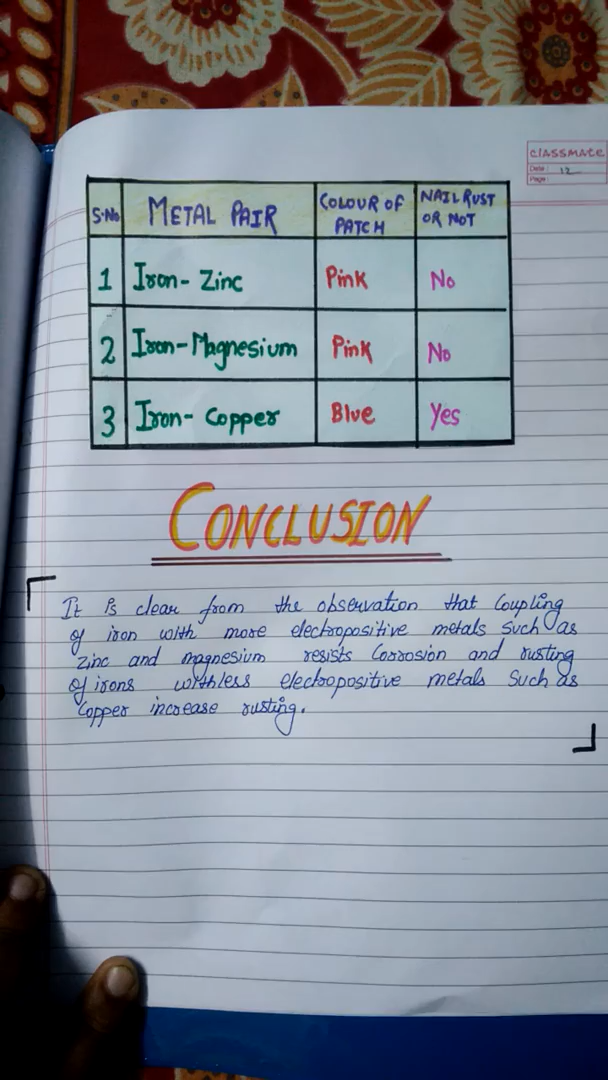 classmate
Date : 12
Page :
S.No METAL PAIR COLOUR OF PATCH NAIL RUST OR NOT
1 Iron- Zinc Pink No
2 Iron-Magnesium Pink No
3 Iron- Copper Blue Yes
CONCLUSION
It is clear from the observation that Coupling
of iron with more electropositive metals such as
Zinc and magnesium resists Corrosion and rusting
of irons with less electropositive metals such as
Copper increase rusting.